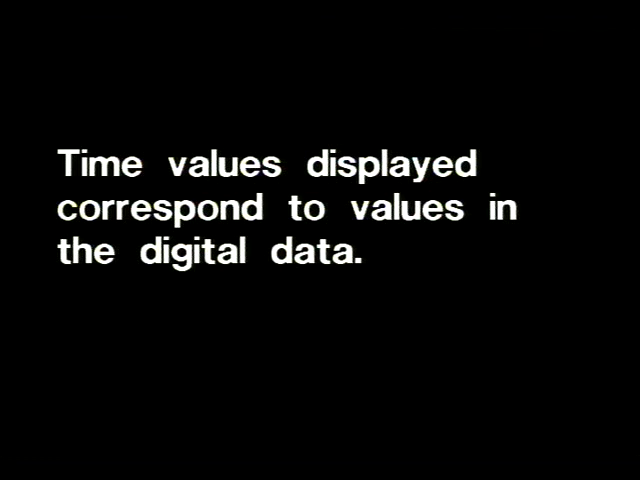 Time values displayed
correspond to values in
the digital data.